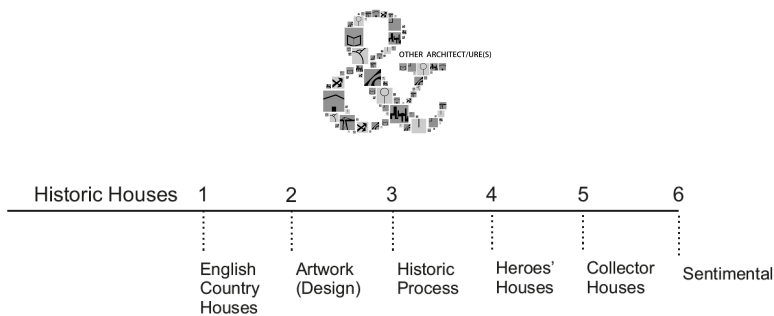 OTHER ARCHITECT/URE(S)
Historic Houses 1 2 3 4 5 6
English
Country
Houses
Artwork
(Design)
Historic
Process
Heroes’
Houses
Collector
Houses
Sentimental